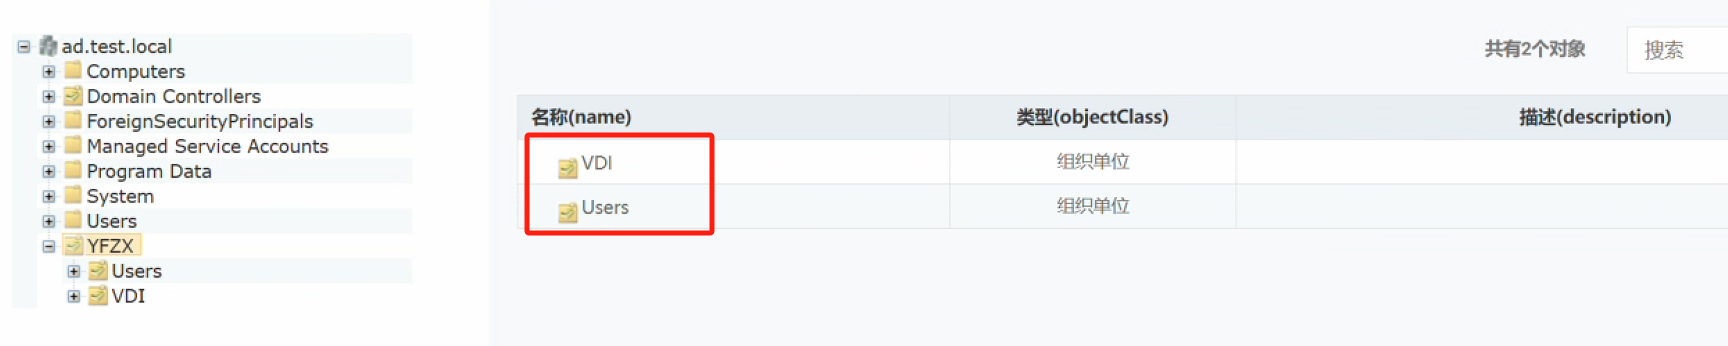 ad.test.local
Computers
Domain Controllers
ForeignSecurityPrincipals
Managed Service Accounts
Program Data
System
Users
YFZX
Users
VDI
共有2个对象
搜索
名称(name) 类型(objectClass) 描述(description)
VDI 组织单位
Users 组织单位